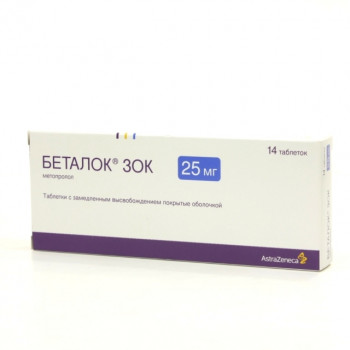 14 таблеток
БЕТАЛОК® ЗОК 25 мг
метопролол
Таблетки с замедленным высвобождением покрытые оболочкой
AstraZeneca